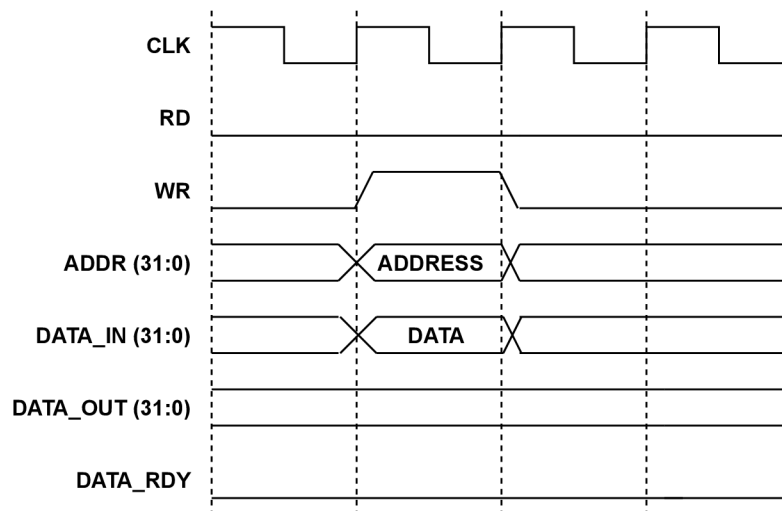 CLK
RD
WR
ADDR (31:0) ADDRESS
DATA_IN (31:0) DATA
DATA_OUT (31:0)
DATA_RDY